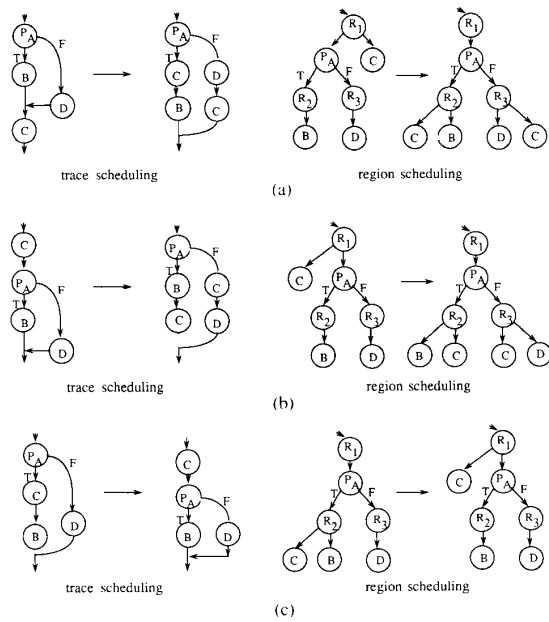 P_A
T
F
B
D
C
P_A
T
F
C
D
B
C
R_1
P_A
C
T
F
R_2
R_3
B
D
R_1
P_A
T
F
R_2
R_3
C
B
D
C
trace scheduling
region scheduling
(a)
C
P_A
T
F
B
D
P_A
T
F
B
C
C
D
R_1
C
P_A
T
F
R_2
R_3
B
D
R_1
P_A
T
F
R_2
R_3
B
C
C
D
trace scheduling
region scheduling
(b)
P_A
T
F
C
B
D
C
P_A
T
F
B
D
R_1
P_A
T
F
R_2
R_3
C
B
D
R_1
C
P_A
T
F
R_2
R_3
B
D
trace scheduling
region scheduling
(c)